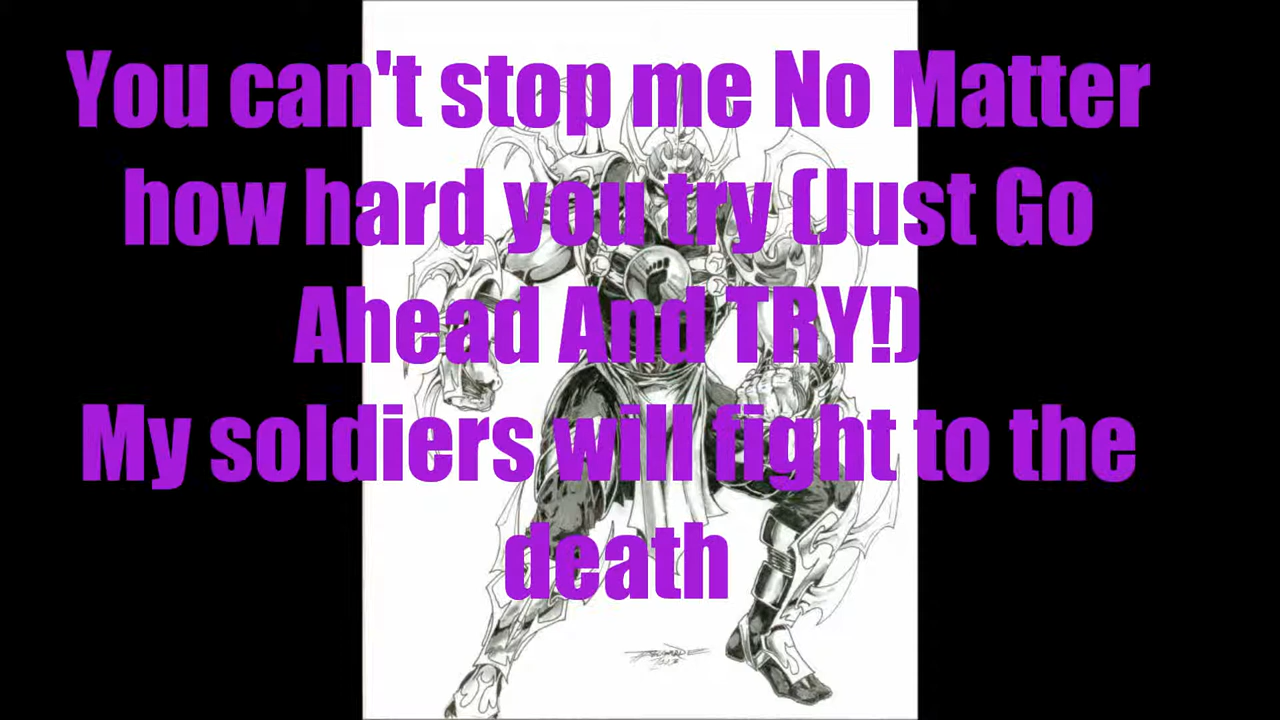 You can't stop me No Matter
how hard you try (Just Go
Ahead And TRY!)
My soldiers will fight to the
death